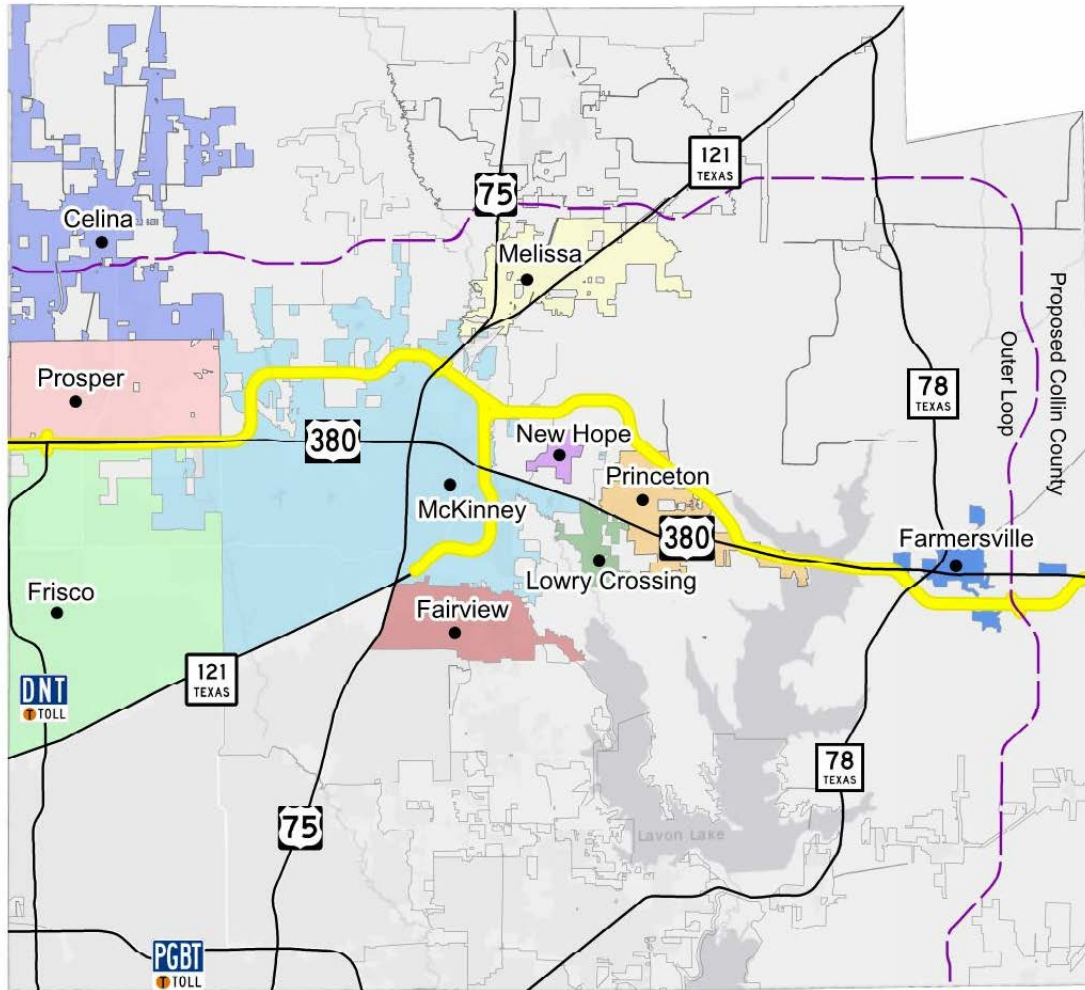 121
TEXAS
75
Celina
Melissa
Proposed Collin County
Outer Loop
Prosper
78
TEXAS
380
New Hope
Princeton
McKinney
380
Farmersville
Lowry Crossing
Frisco
Fairview
121
TEXAS
DNT
T TOLL
78
TEXAS
75
Lavon Lake
PGBT
T TOLL